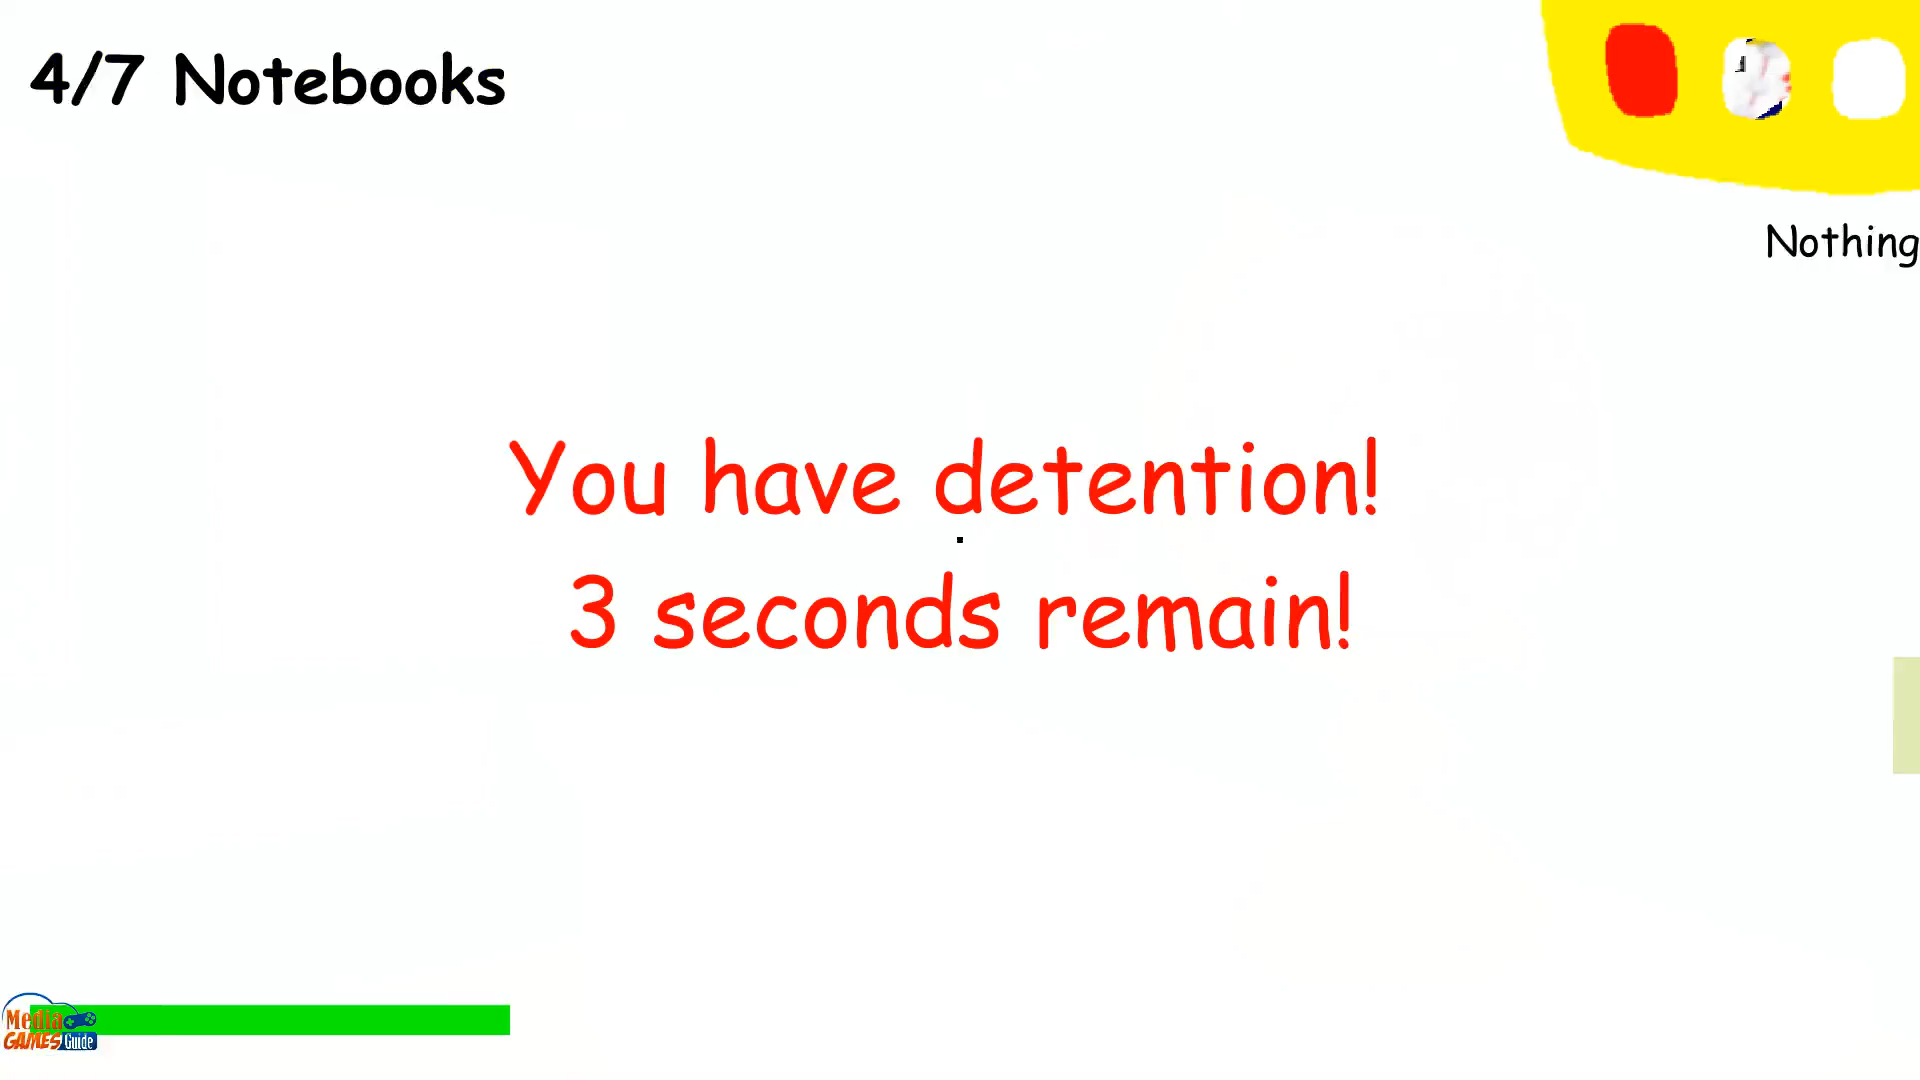 4/7 Notebooks
Nothing
You have detention!
3 seconds remain!
Media
GAMES Guide